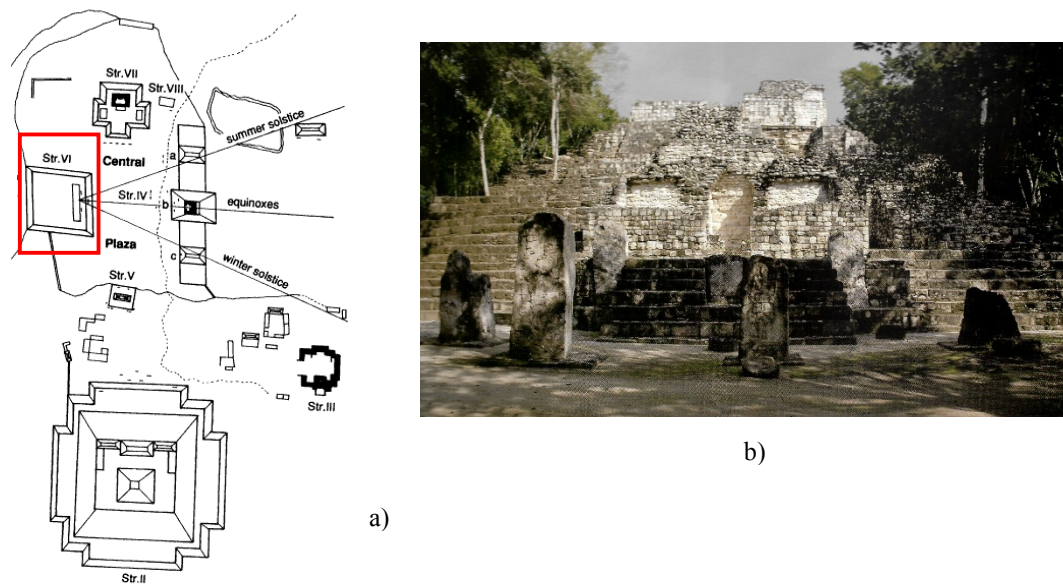 Str.VII
Str.VIII
summer solstice
Str.VI
a
Central
Str.IV
b
equinoxes
Plaza
c
winter solstice
Str.V
Str.III
Str.II
a)
b)